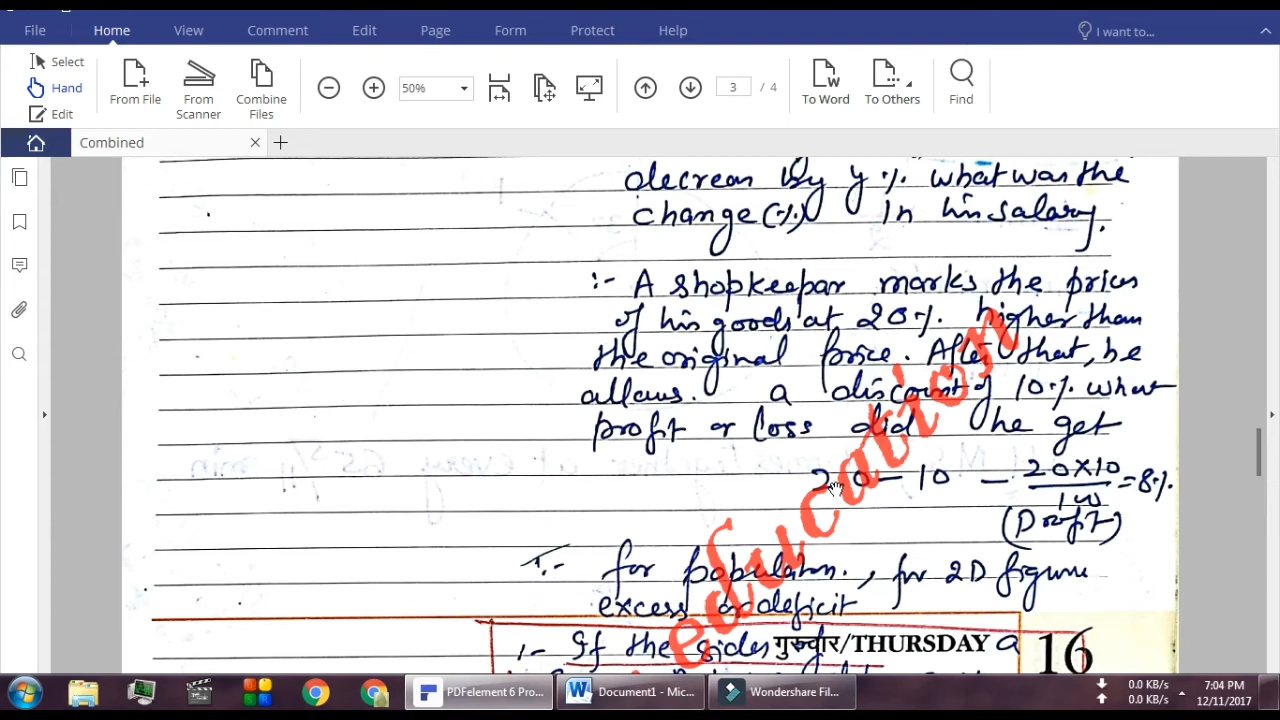 File Home View Comment Edit Page Form Protect Help I want to...
Select
Hand
Edit
From File
From Scanner
Combine Files
50%
3 / 4
To Word
To Others
Find
Combined
decrean by y % what was the
change (%) in his salary.
:- A shopkeepar marks the prices
of his goods at 20% higher than
the original price. After that, he
allows. a discount of 10% what
profit or loss did he get
20 - 10 - 20×10/100 = 8%
(Profit)
for populaton. , for 2D figure
excess or deficit
education
:- If the sides गुरूवार/THURSDAY a 16
PDFelement 6 Pro...
Document1 - Mic...
Wondershare Fil...
0.0 KB/s
0.0 KB/s
7:04 PM
12/11/2017